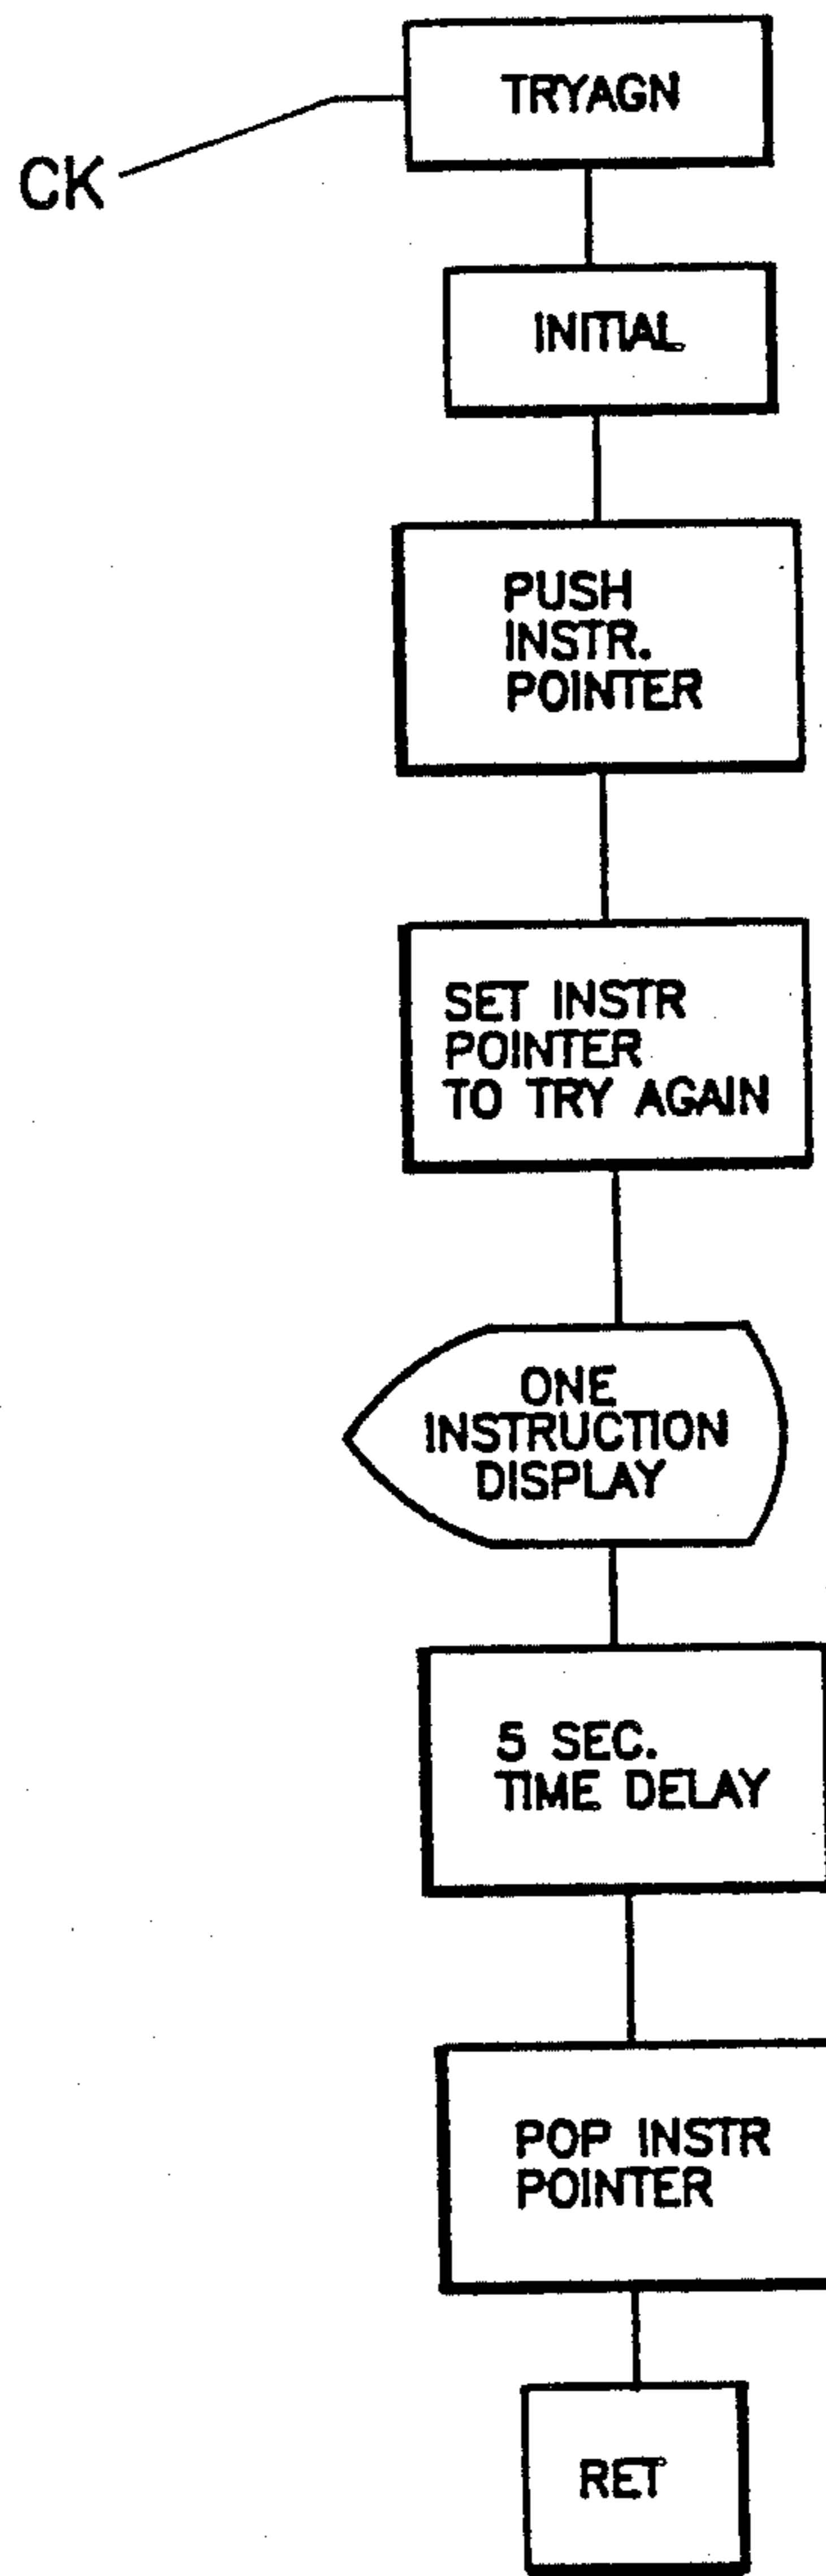 TRYAGN
CK
INITIAL
PUSH
INSTR.
POINTER
SET INSTR
POINTER
TO TRY AGAIN
ONE
INSTRUCTION
DISPLAY
5 SEC.
TIME DELAY
POP INSTR
POINTER
RET